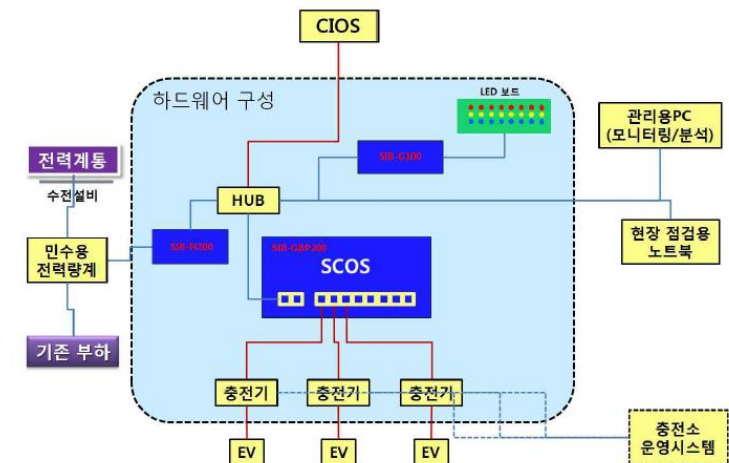 CIOS
하드웨어 구성
LED 보드
관리용PC
(모니터링/분석)
전력계통
수전설비
SIB-G100
HUB
민수용
전력량계
SIB-N200
SIB-GBP200
SCOS
현장 점검용
노트북
기존 부하
충전기
충전기
충전기
충전소
운영시스템
EV
EV
EV